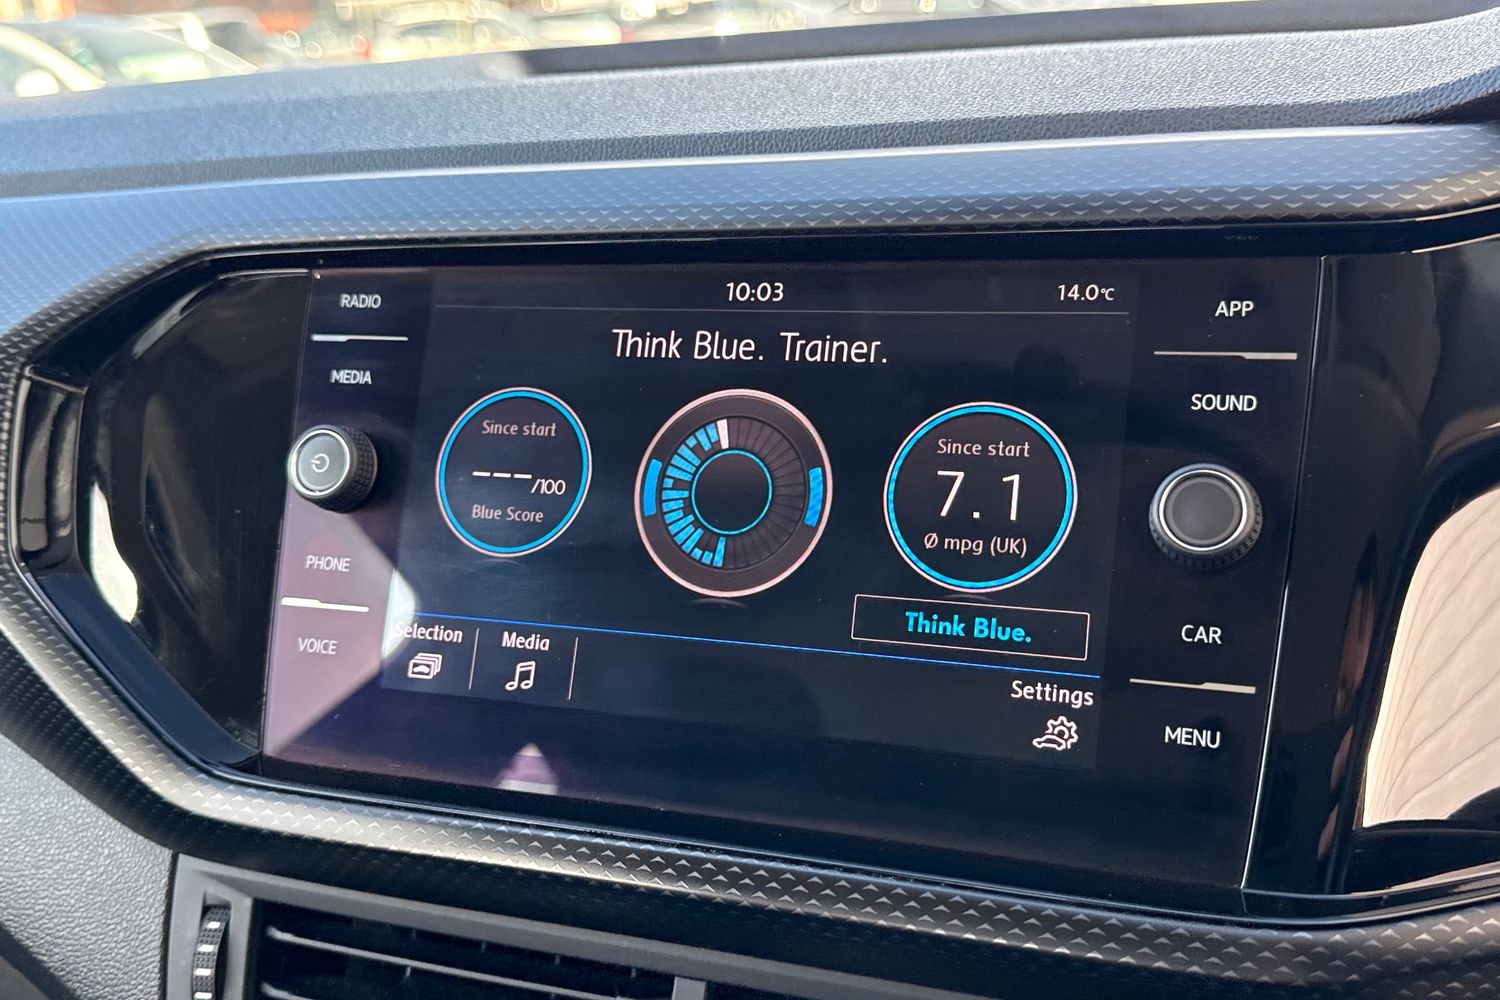 RADIO
MEDIA
PHONE
VOICE
10:03
14.0°C
Think Blue. Trainer.
Since start
---/100
Blue Score
Since start
7.1
Ø mpg (UK)
Think Blue.
Selection
Media
Settings
APP
SOUND
CAR
MENU